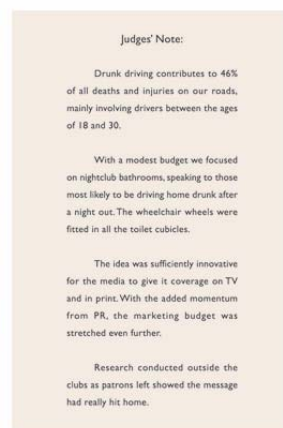 Judges' Note:
Drunk driving contributes to 46%
of all deaths and injuries on our roads,
mainly involving drivers between the ages
of 18 and 30.
With a modest budget we focused
on nightclub bathrooms, speaking to those
most likely to be driving home drunk after
a night out. The wheelchair wheels were
fitted in all the toilet cubicles.
The idea was sufficiently innovative
for the media to give it coverage on TV
and in print. With the added momentum
from PR, the marketing budget was
stretched even further.
Research conducted outside the
clubs as patrons left showed the message
had really hit home.